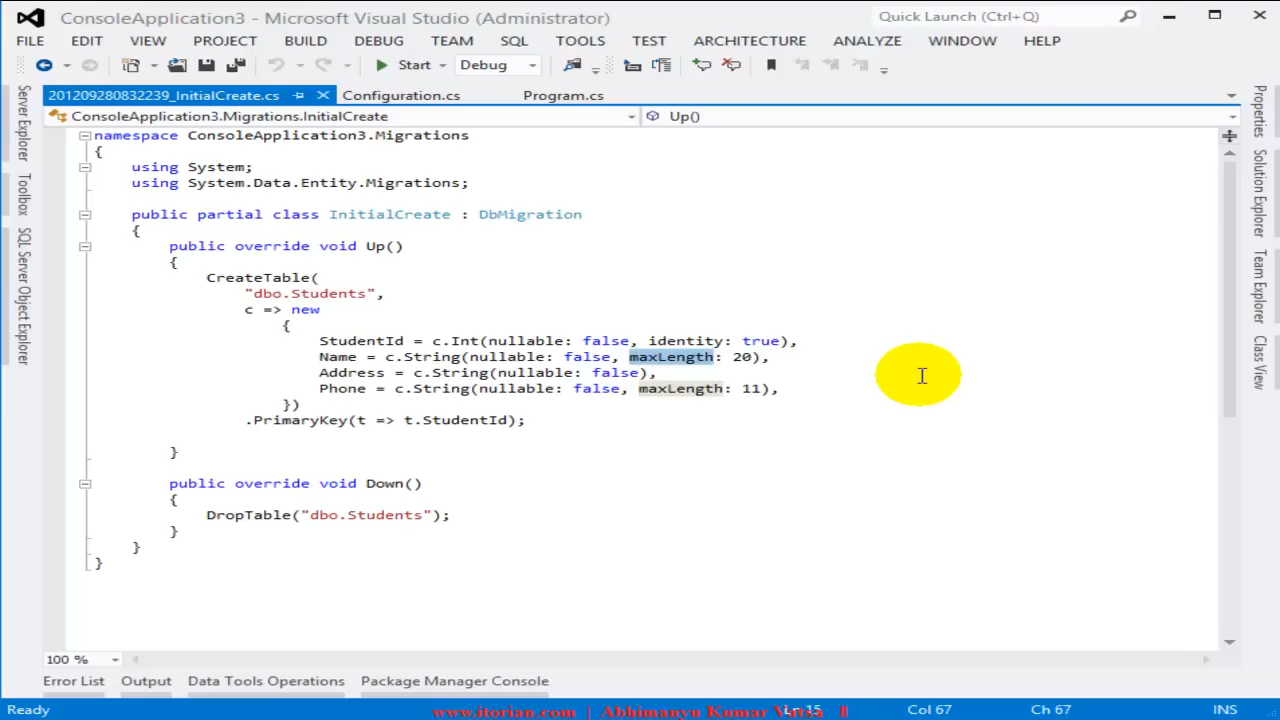 ConsoleApplication3 - Microsoft Visual Studio (Administrator)
Quick Launch (Ctrl+Q)
FILE EDIT VIEW PROJECT BUILD DEBUG TEAM SQL TOOLS TEST ARCHITECTURE ANALYZE WINDOW HELP
Start Debug
201209280832239_InitialCreate.cs Configuration.cs Program.cs
ConsoleApplication3.Migrations.InitialCreate Up()
namespace ConsoleApplication3.Migrations
{
using System;
using System.Data.Entity.Migrations;
public partial class InitialCreate : DbMigration
{
public override void Up()
{
CreateTable(
"dbo.Students",
c => new
{
StudentId = c.Int(nullable: false, identity: true),
Name = c.String(nullable: false, maxLength: 20),
Address = c.String(nullable: false),
Phone = c.String(nullable: false, maxLength: 11),
})
.PrimaryKey(t => t.StudentId);
}
public override void Down()
{
DropTable("dbo.Students");
}
}
}
Server Explorer
Toolbox
SQL Server Object Explorer
Properties
Solution Explorer
Team Explorer
Class View
100 %
Error List Output Data Tools Operations Package Manager Console
Ready Ln 15 Col 67 Ch 67 INS
www.itorian.com | Abhimanyu Kumar Vatsa